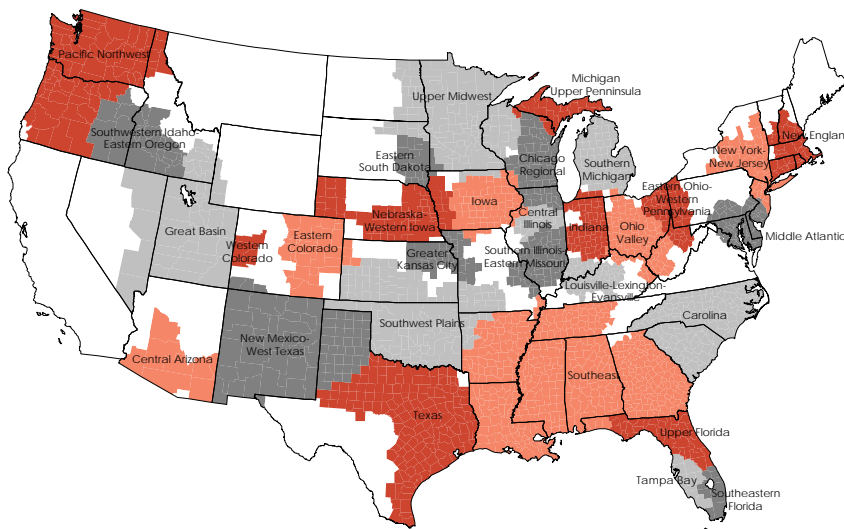 Pacific Northwest
Michigan
Upper Penninsula
Upper Midwest
Southwestern Idaho-
Eastern Oregon
New England
New York-
New Jersey
Eastern
South Dakota
Chicago
Regional
Southern
Michigan
Eastern Ohio-
Western
Pennsylvania
Iowa
Nebraska-
Western Iowa
Central
Illinois
Indiana
Ohio
Valley
Great Basin
Western
Colorado
Eastern
Colorado
Middle Atlantic
Greater
Kansas City
Southern Illinois-
Eastern Missouri
Louisville-Lexington-
Evansville
Carolina
Southwest Plains
New Mexico-
West Texas
Central Arizona
Southeast
Texas
Upper Florida
Tampa Bay
Southeastern
Florida